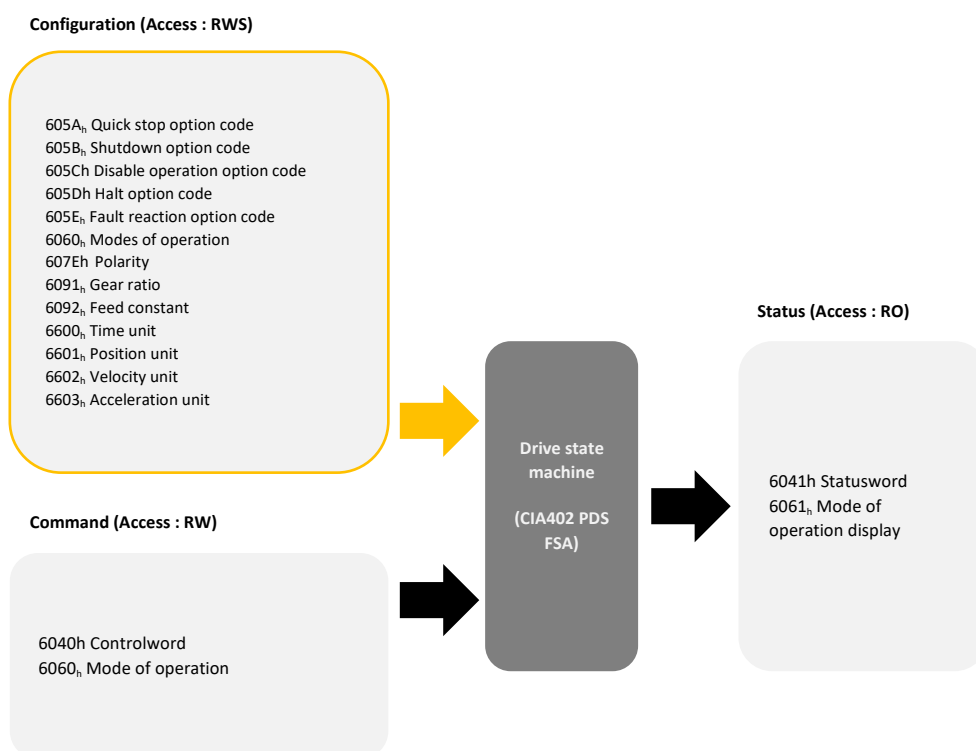 Configuration (Access : RWS)
605Aₕ Quick stop option code
605Bₕ Shutdown option code
605Ch Disable operation option code
605Dh Halt option code
605Eₕ Fault reaction option code
6060ₕ Modes of operation
607Eh Polarity
6091ₕ Gear ratio
6092ₕ Feed constant
6600ₕ Time unit
6601ₕ Position unit
6602ₕ Velocity unit
6603ₕ Acceleration unit
Command (Access : RW)
6040h Controlword
6060ₕ Mode of operation
Drive state
machine
(CIA402 PDS
FSA)
Status (Access : RO)
6041h Statusword
6061ₕ Mode of
operation display